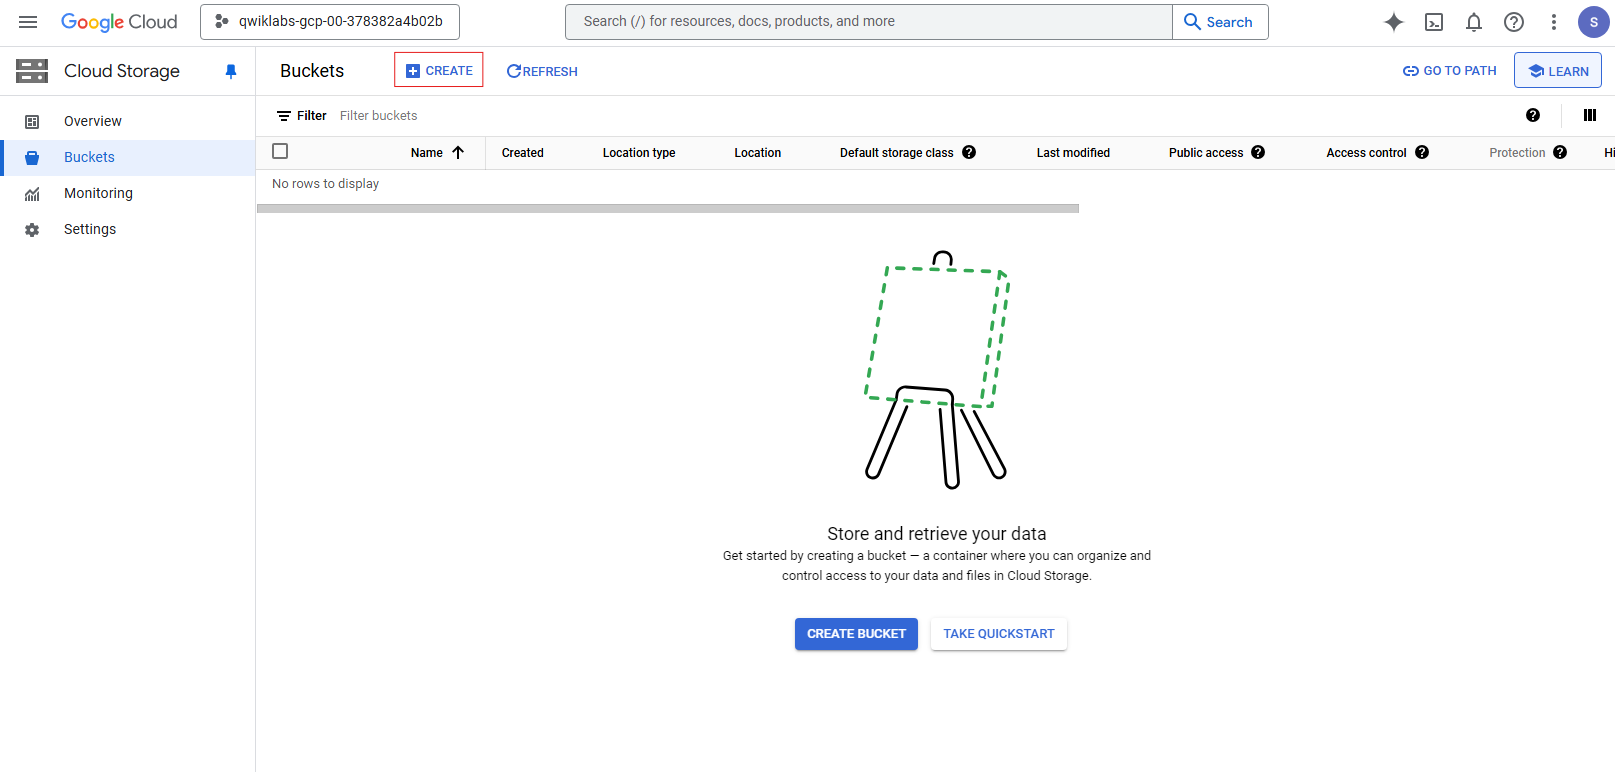 Google Cloud
qwiklabs-gcp-00-378382a4b02b
Search (/) for resources, docs, products, and more
Search
S
Cloud Storage
Buckets
CREATE
REFRESH
GO TO PATH
LEARN
Overview
Buckets
Monitoring
Settings
Filter Filter buckets
Name Created Location type Location Default storage class Last modified Public access Access control Protection Hi
No rows to display
Store and retrieve your data
Get started by creating a bucket — a container where you can organize and
control access to your data and files in Cloud Storage.
CREATE BUCKET TAKE QUICKSTART